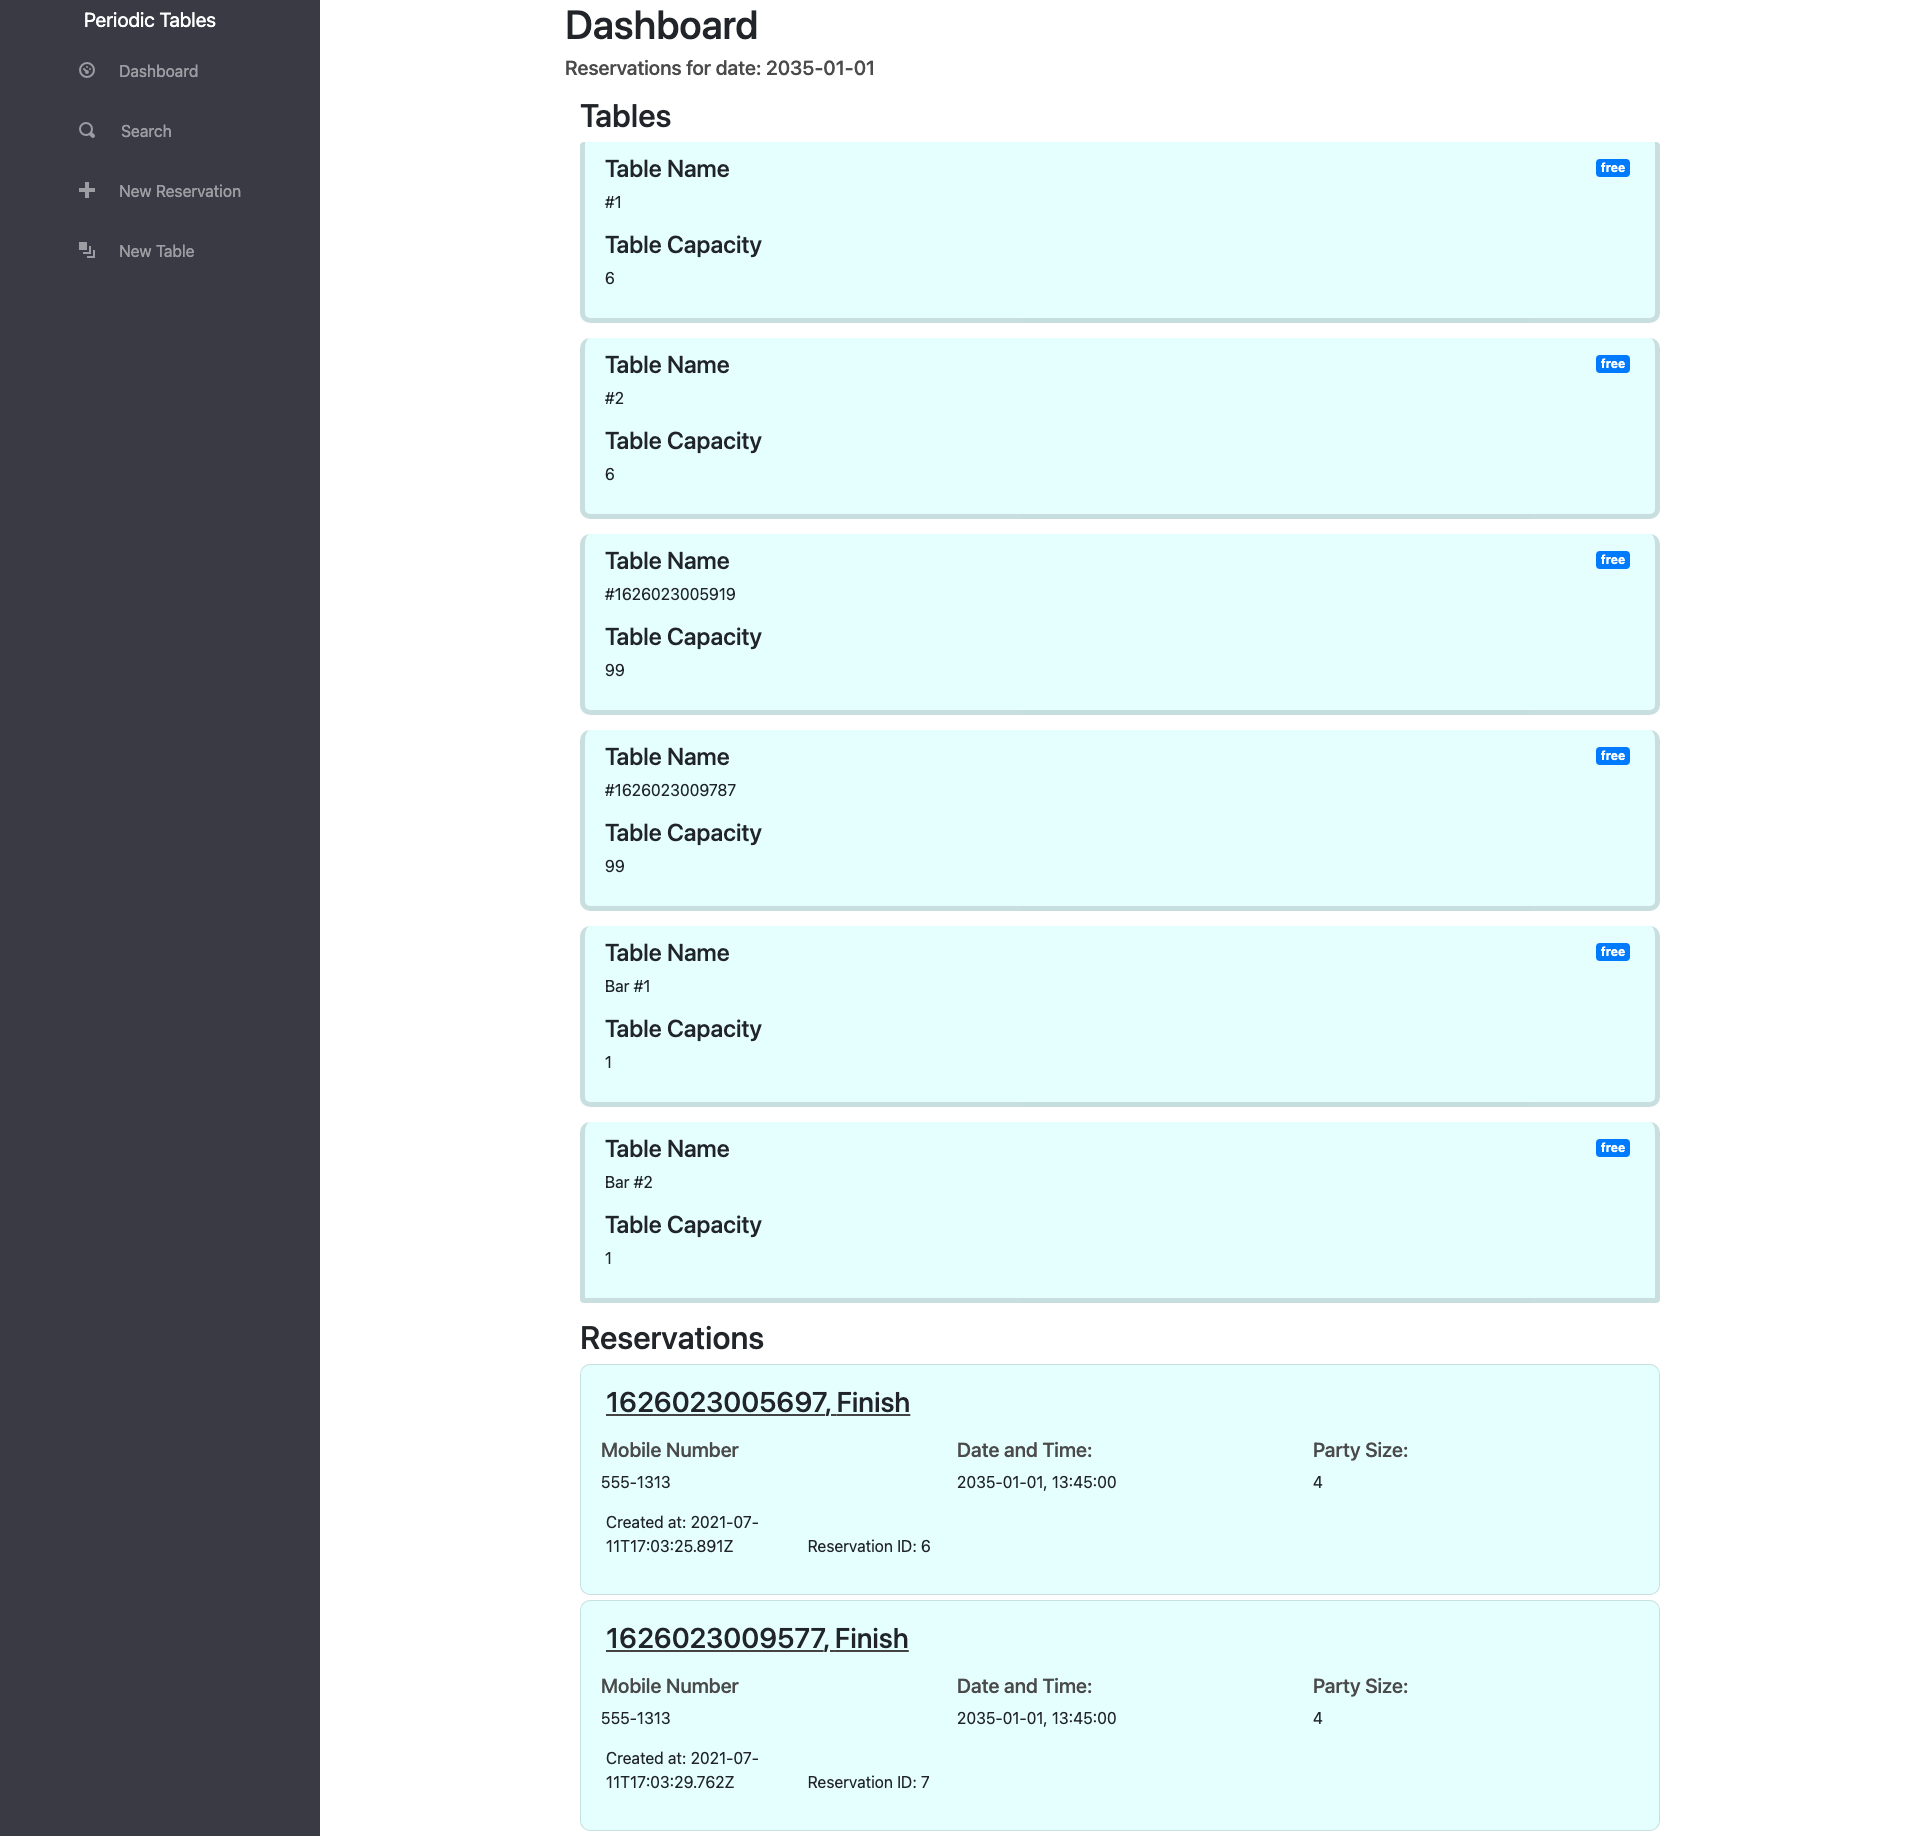 Periodic Tables
Dashboard
Search
New Reservation
New Table
Dashboard
Reservations for date: 2035-01-01
Tables
Table Name
free
#1
Table Capacity
6
Table Name
free
#2
Table Capacity
6
Table Name
free
#1626023005919
Table Capacity
99
Table Name
free
#1626023009787
Table Capacity
99
Table Name
free
Bar #1
Table Capacity
1
Table Name
free
Bar #2
Table Capacity
1
Reservations
1626023005697, Finish
Mobile Number
Date and Time:
Party Size:
555-1313
2035-01-01, 13:45:00
4
Created at: 2021-07-
11T17:03:25.891Z
Reservation ID: 6
1626023009577, Finish
Mobile Number
Date and Time:
Party Size:
555-1313
2035-01-01, 13:45:00
4
Created at: 2021-07-
11T17:03:29.762Z
Reservation ID: 7